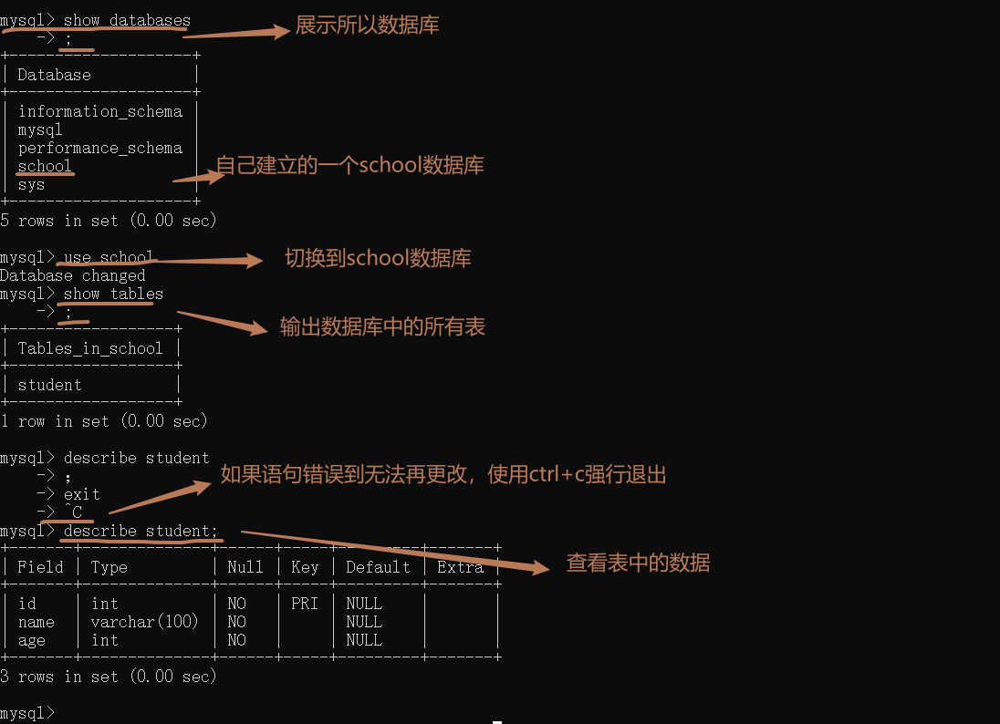 mysql> show databases
-> ;
展示所以数据库
+--------------------+
| Database           |
+--------------------+
| information_schema |
| mysql              |
| performance_schema |
| school             |
自己建立的一个school数据库
| sys                |
+--------------------+
5 rows in set (0.00 sec)
mysql> use school
切换到school数据库
Database changed
mysql> show tables
-> ;
输出数据库中的所有表
+------------------+
| Tables_in_school |
+------------------+
| student          |
+------------------+
1 row in set (0.00 sec)
mysql> describe student
-> ；
如果语句错误到无法再更改，使用ctrl+c强行退出
-> exit
-> ^C
mysql> describe student;
查看表中的数据
+-------+--------------+------+-----+---------+-------+
| Field | Type         | Null | Key | Default | Extra |
+-------+--------------+------+-----+---------+-------+
| id    | int          | NO   | PRI | NULL    |       |
| name  | varchar(100) | NO   |     | NULL    |       |
| age   | int          | NO   |     | NULL    |       |
+-------+--------------+------+-----+---------+-------+
3 rows in set (0.00 sec)
mysql>